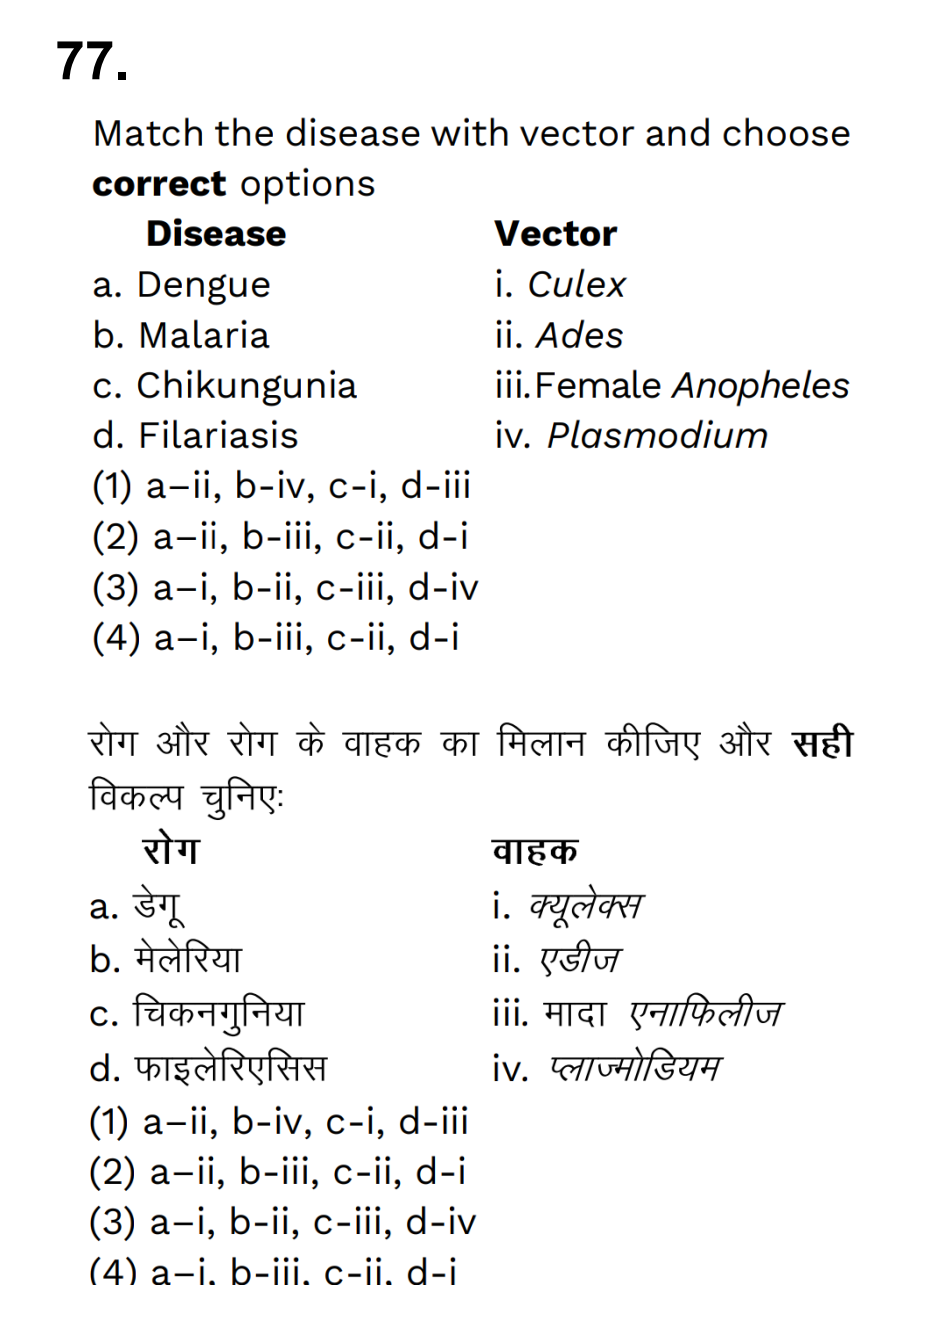 77.
Match the disease with vector and choose
correct options
Disease Vector
a. Dengue i. Culex
b. Malaria ii. Ades
c. Chikungunia iii.Female Anopheles
d. Filariasis iv. Plasmodium
(1) a–ii, b-iv, c-i, d-iii
(2) a–ii, b-iii, c-ii, d-i
(3) a–i, b-ii, c-iii, d-iv
(4) a–i, b-iii, c-ii, d-i
रोग और रोग के वाहक का मिलान कीजिए और सही
विकल्प चुनिए:
रोग वाहक
a. डेगू i. क्यूलेक्स
b. मेलेरिया ii. एडीज
c. चिकनगुनिया iii. मादा एनाफिलीज
d. फाइलेरिएसिस iv. प्लाज्मोडियम
(1) a–ii, b-iv, c-i, d-iii
(2) a–ii, b-iii, c-ii, d-i
(3) a–i, b-ii, c-iii, d-iv
(4) a–i, b-iii, c-ii, d-i